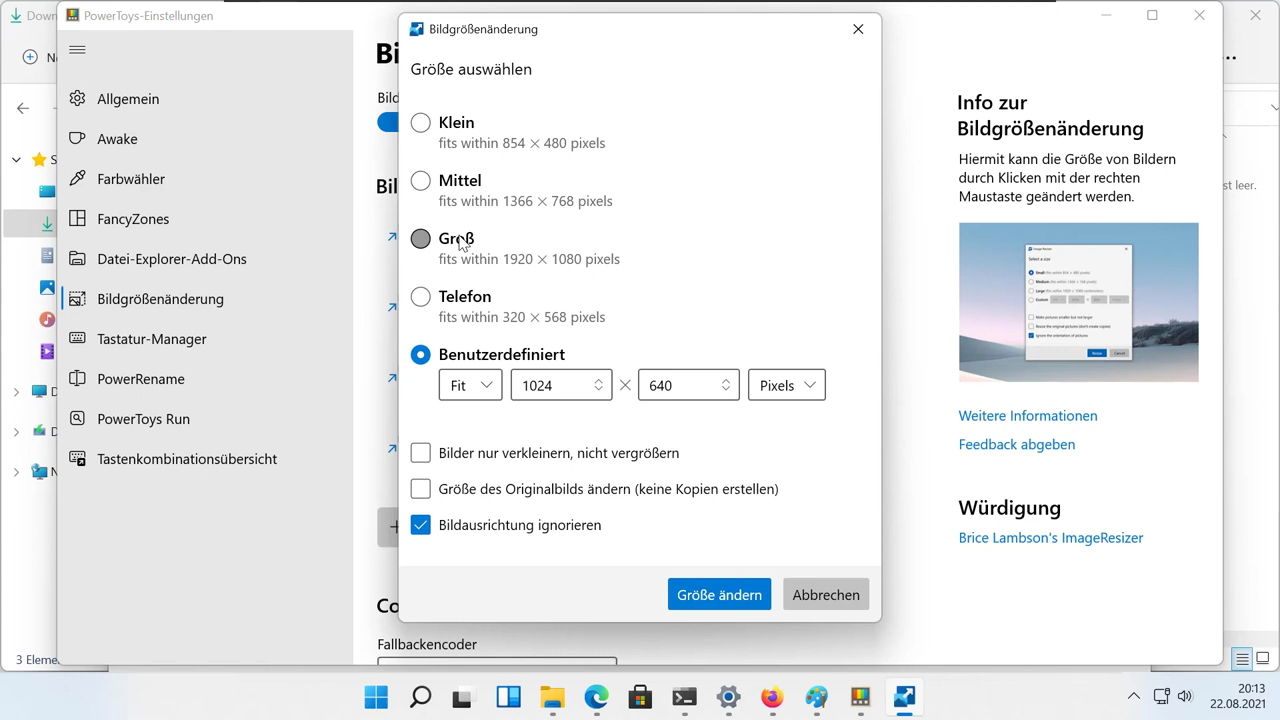 Down
PowerToys-Einstellungen
Allgemein
Awake
Farbwähler
FancyZones
Datei-Explorer-Add-Ons
Bildgrößenänderung
Tastatur-Manager
PowerRename
PowerToys Run
Tastenkombinationsübersicht
3 Eleme
Bi
Bild
Bil
Co
Fallbackencoder
Bildgrößenänderung
Größe auswählen
Klein
fits within 854 × 480 pixels
Mittel
fits within 1366 × 768 pixels
Groß
fits within 1920 × 1080 pixels
Telefon
fits within 320 × 568 pixels
Benutzerdefiniert
Fit 1024 × 640 Pixels
Bilder nur verkleinern, nicht vergrößern
Größe des Originalbilds ändern (keine Kopien erstellen)
Bildausrichtung ignorieren
Größe ändern Abbrechen
Info zur
Bildgrößenänderung
Hiermit kann die Größe von Bildern
durch Klicken mit der rechten
Maustaste geändert werden.
Weitere Informationen
Feedback abgeben
Würdigung
Brice Lambson's ImageResizer
st leer.
20:13
22.08.2021